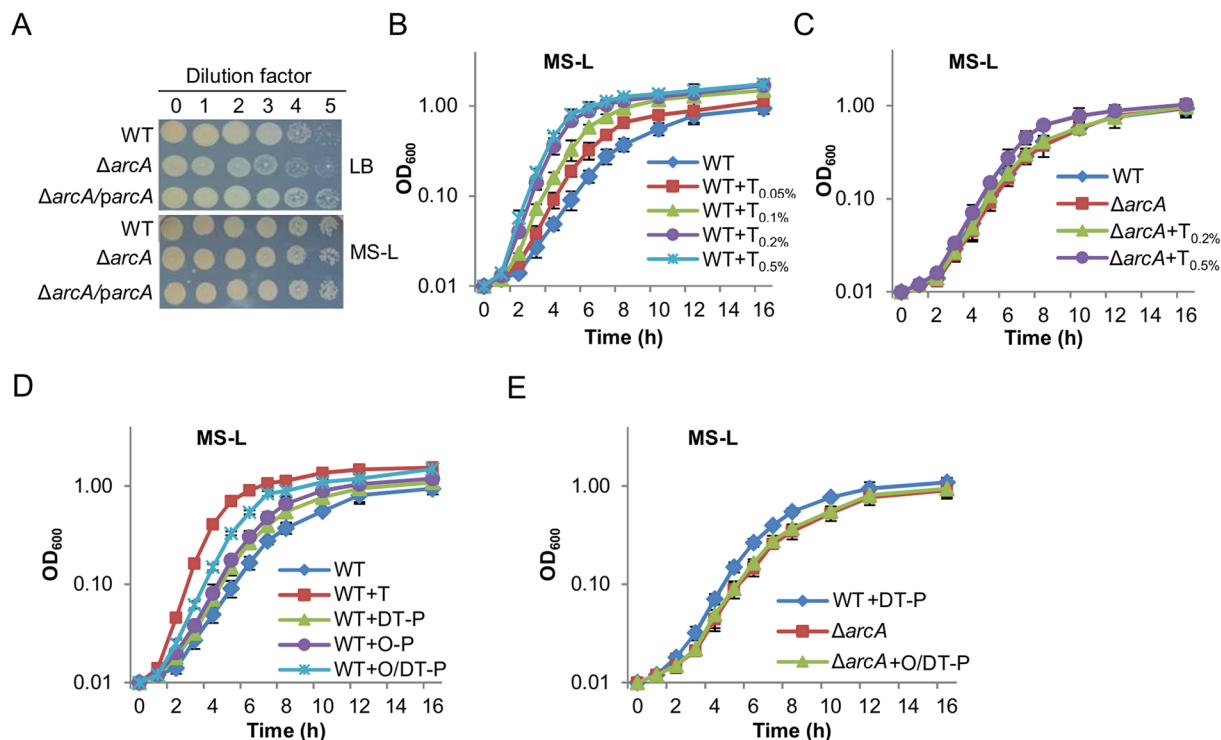 A
Dilution factor
0 1 2 3 4 5
WT
ΔarcA
ΔarcA/parcA
LB
WT
ΔarcA
ΔarcA/parcA
MS-L
B
MS-L
OD600
1.00
0.10
0.01
0 2 4 6 8 10 12 14 16
Time (h)
WT
WT+T0.05%
WT+T0.1%
WT+T0.2%
WT+T0.5%
C
MS-L
OD600
1.00
0.10
0.01
0 2 4 6 8 10 12 14 16
Time (h)
WT
ΔarcA
ΔarcA+T0.2%
ΔarcA+T0.5%
D
MS-L
OD600
1.00
0.10
0.01
0 2 4 6 8 10 12 14 16
Time (h)
WT
WT+T
WT+DT-P
WT+O-P
WT+O/DT-P
E
MS-L
OD600
1.00
0.10
0.01
0 2 4 6 8 10 12 14 16
Time (h)
WT+DT-P
ΔarcA
ΔarcA+O/DT-P